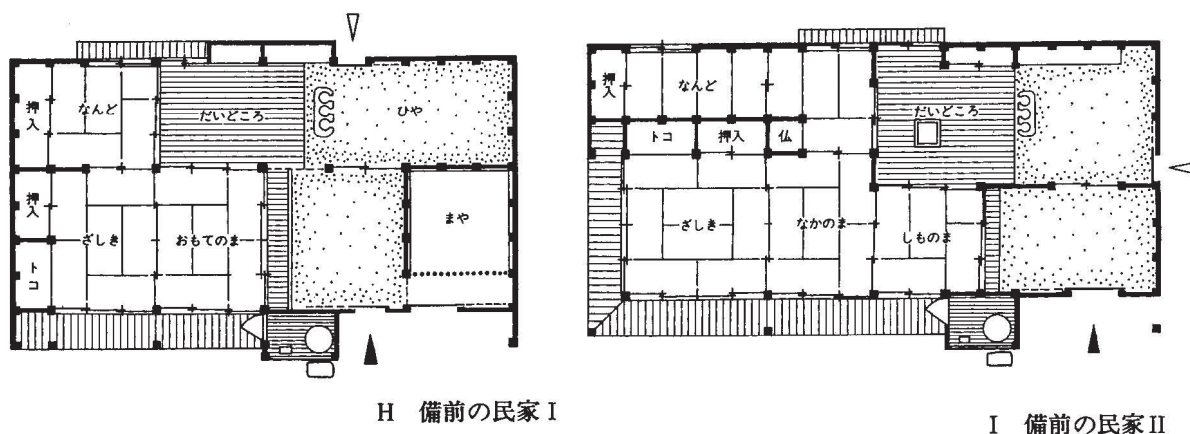 押入
なんど
だいどころ
ひや
押入
ざしき
おもてのま
まや
トコ
H 備前の民家 I
押入
なんど
だいどころ
トコ
押入
仏
ざしき
なかのま
しものま
I 備前の民家 II